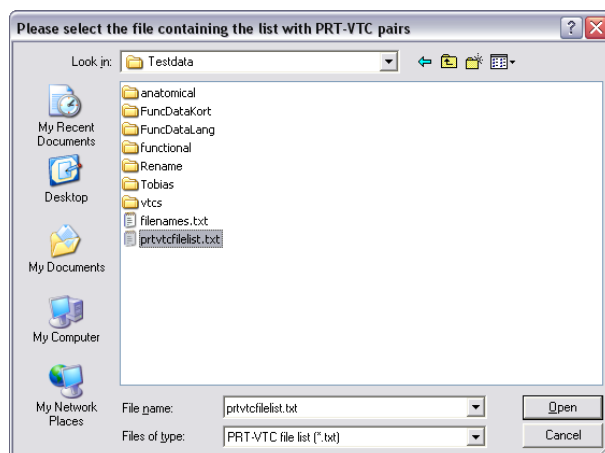 Please select the file containing the list with PRT-VTC pairs
Look in: Testdata
My Recent
Documents
Desktop
My Documents
My Computer
My Network
Places
anatomical
FuncDataKort
FuncDataLang
functional
Rename
Tobias
vtcs
filenames.txt
prtvtcfilelist.txt
File name: prtvtcfilelist.txt Open
Files of type: PRT-VTC file list (*.txt) Cancel